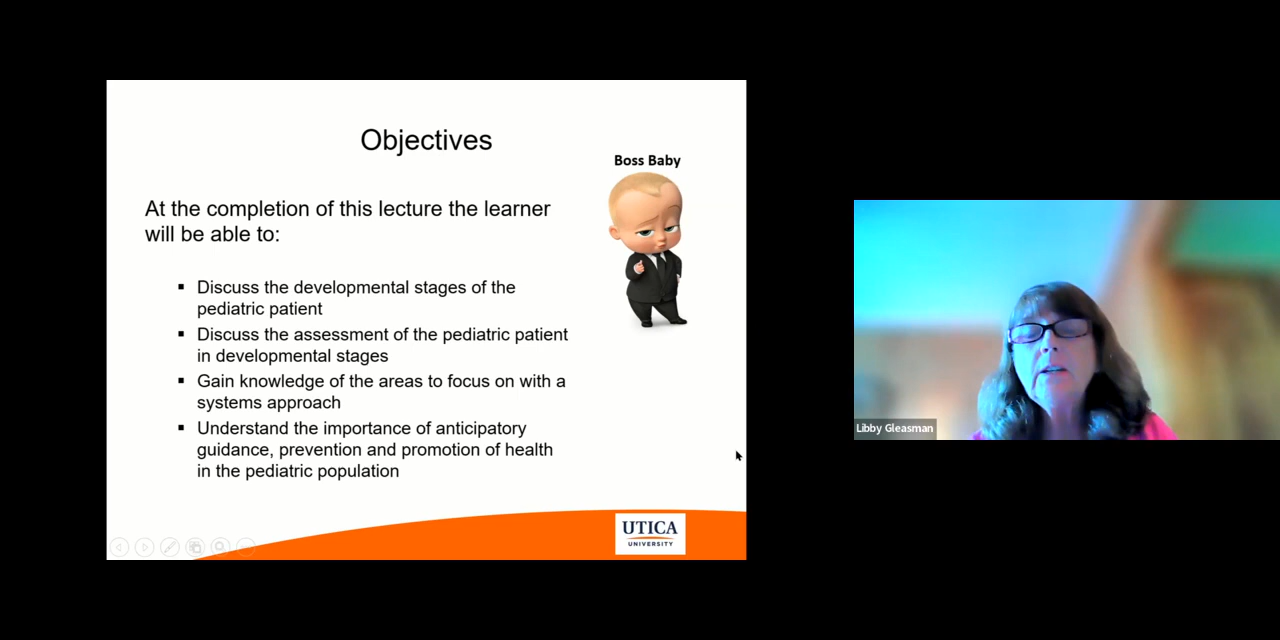 Objectives
Boss Baby
At the completion of this lecture the learner
will be able to:
▪ Discuss the developmental stages of the
pediatric patient
▪ Discuss the assessment of the pediatric patient
in developmental stages
▪ Gain knowledge of the areas to focus on with a
systems approach
▪ Understand the importance of anticipatory
guidance, prevention and promotion of health
in the pediatric population
UTICA
UNIVERSITY
Libby Gleasman